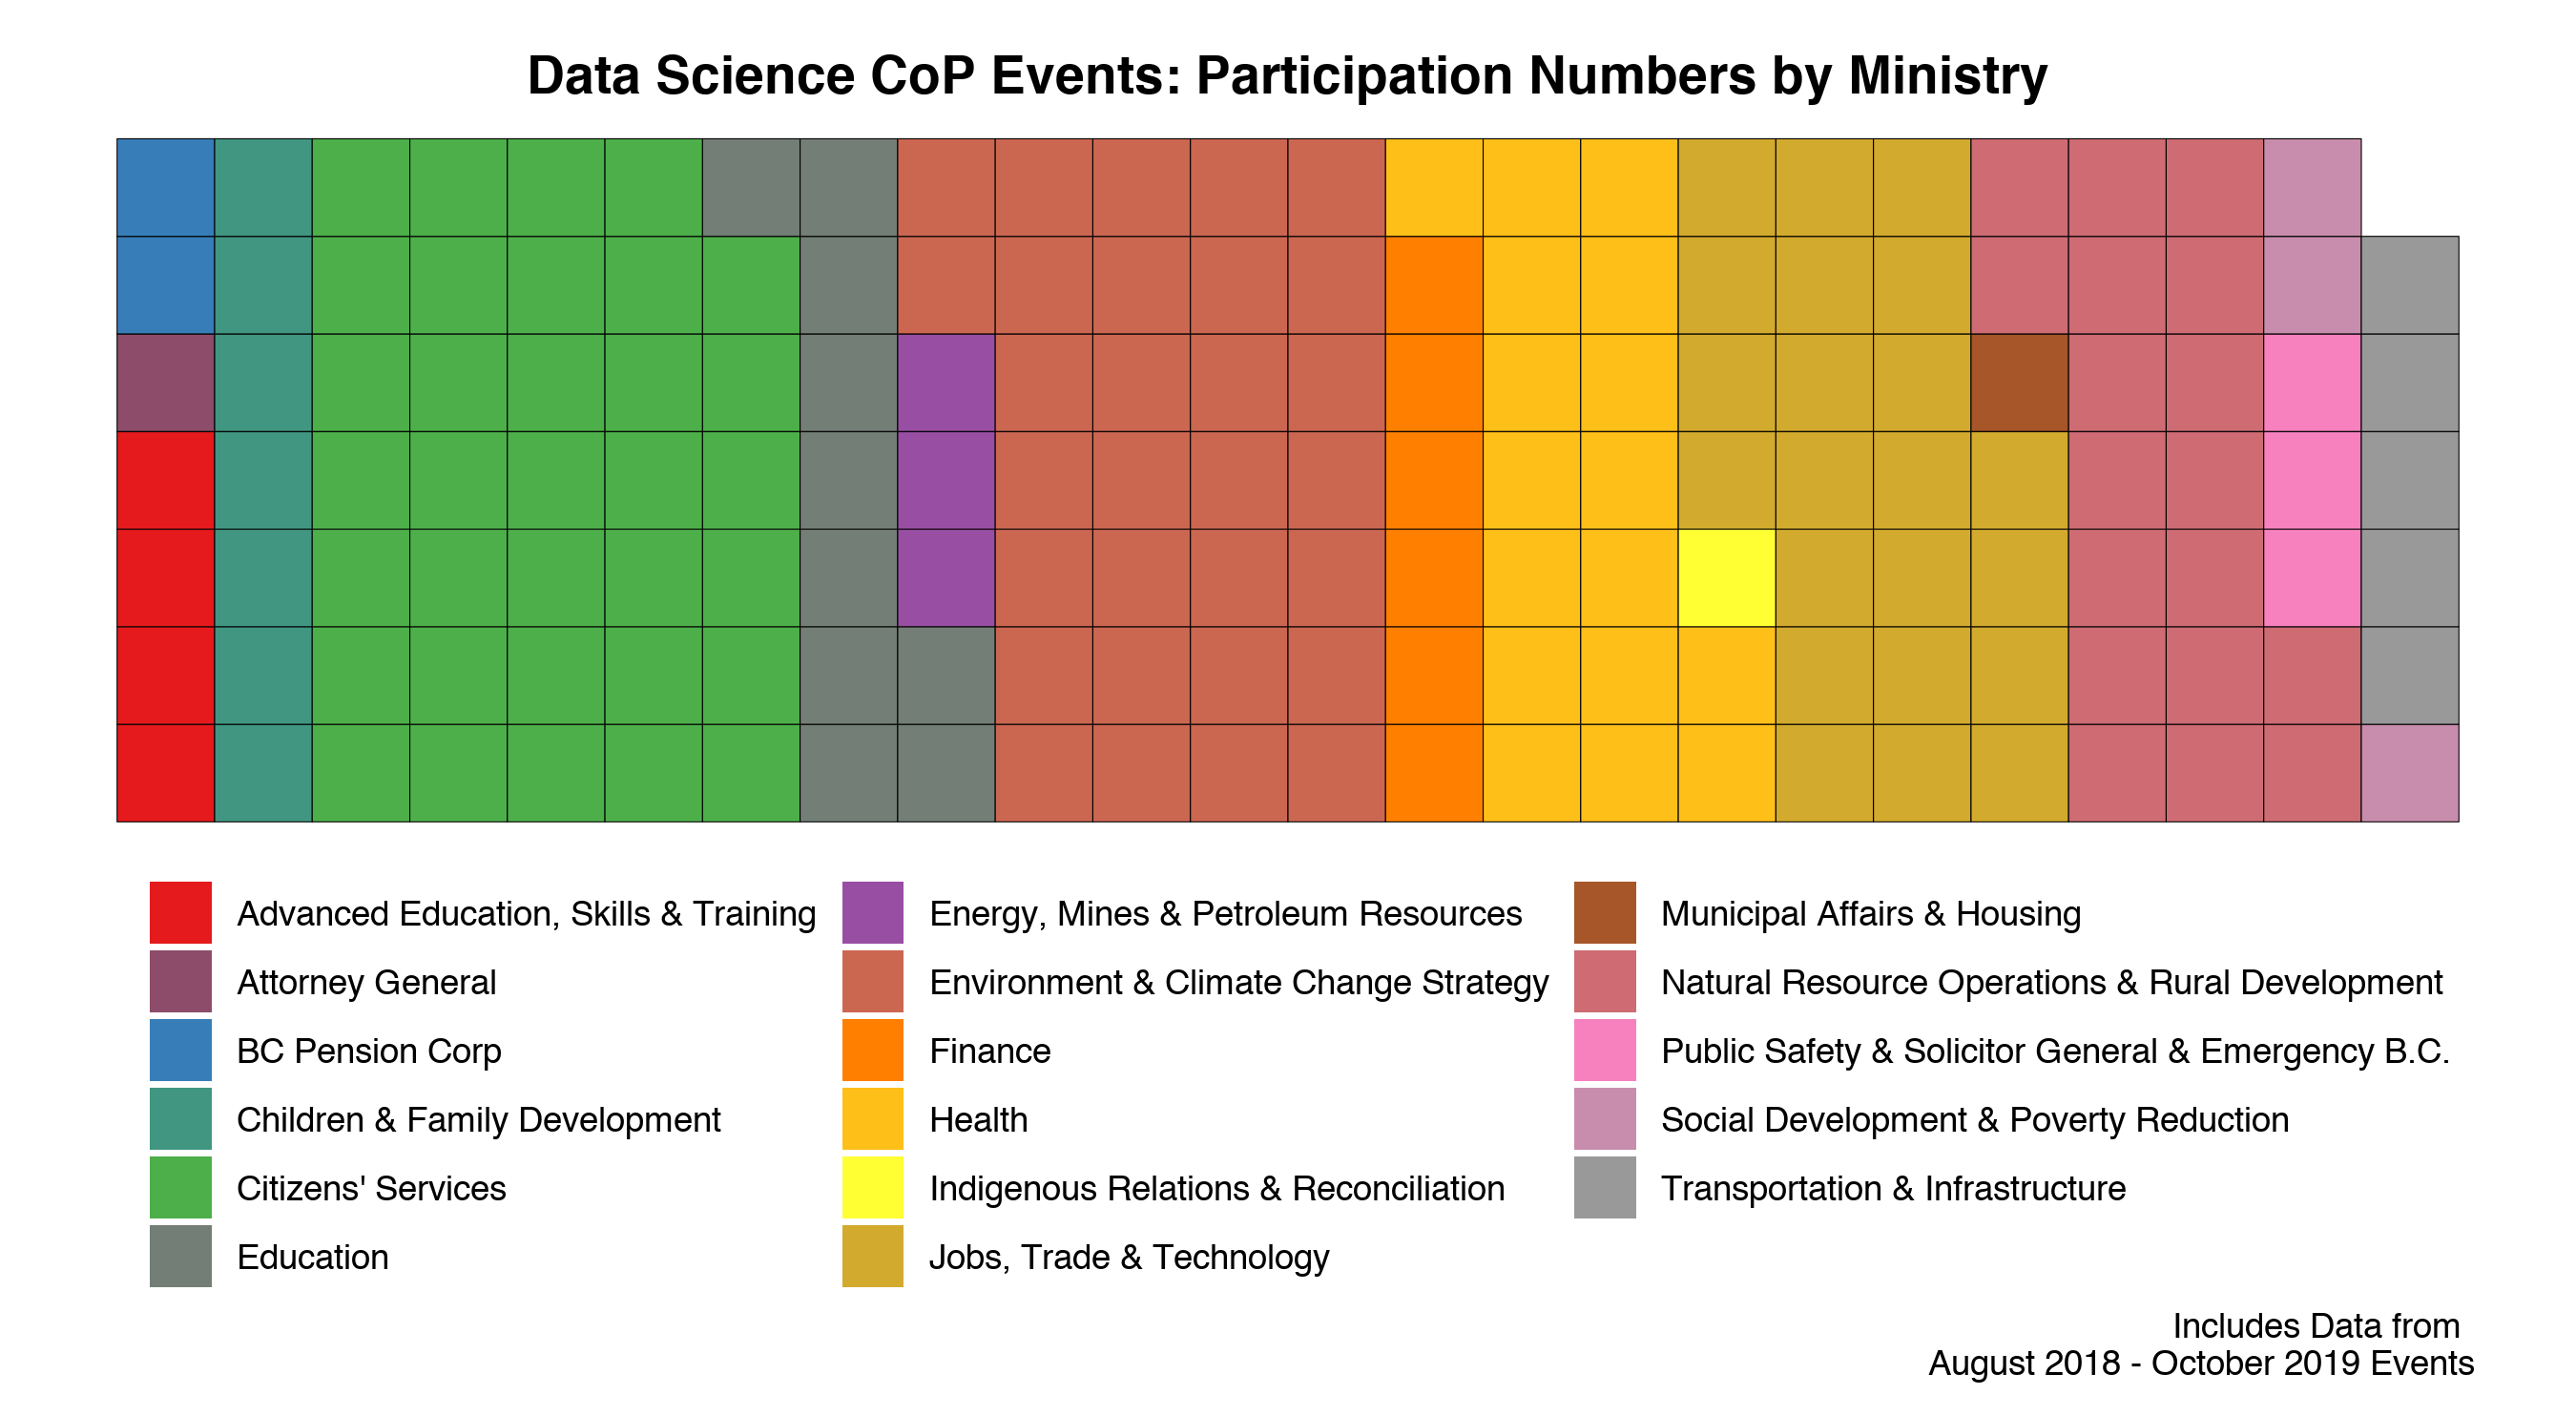 Data Science CoP Events: Participation Numbers by Ministry
Advanced Education, Skills & Training
Attorney General
BC Pension Corp
Children & Family Development
Citizens' Services
Education
Energy, Mines & Petroleum Resources
Environment & Climate Change Strategy
Finance
Health
Indigenous Relations & Reconciliation
Jobs, Trade & Technology
Municipal Affairs & Housing
Natural Resource Operations & Rural Development
Public Safety & Solicitor General & Emergency B.C.
Social Development & Poverty Reduction
Transportation & Infrastructure
Includes Data from
August 2018 - October 2019 Events